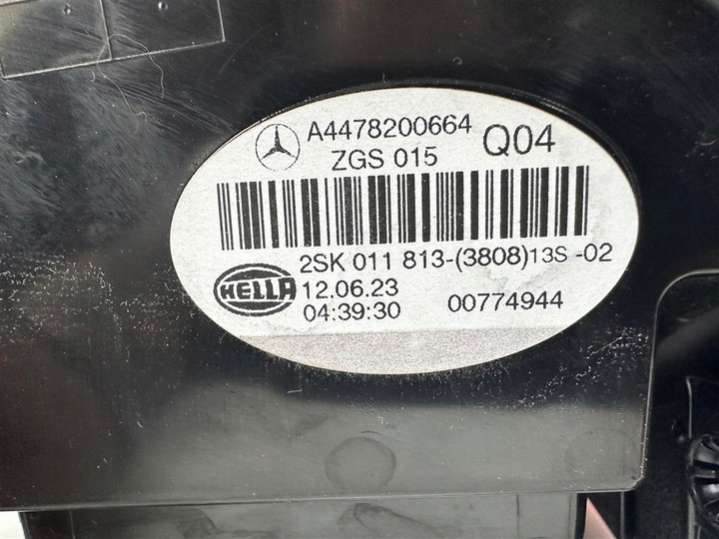 A4478200664
ZGS 015
Q04
2SK 011 813-(3808)13S -02
HELLA
12.06.23
04:39:30
00774944